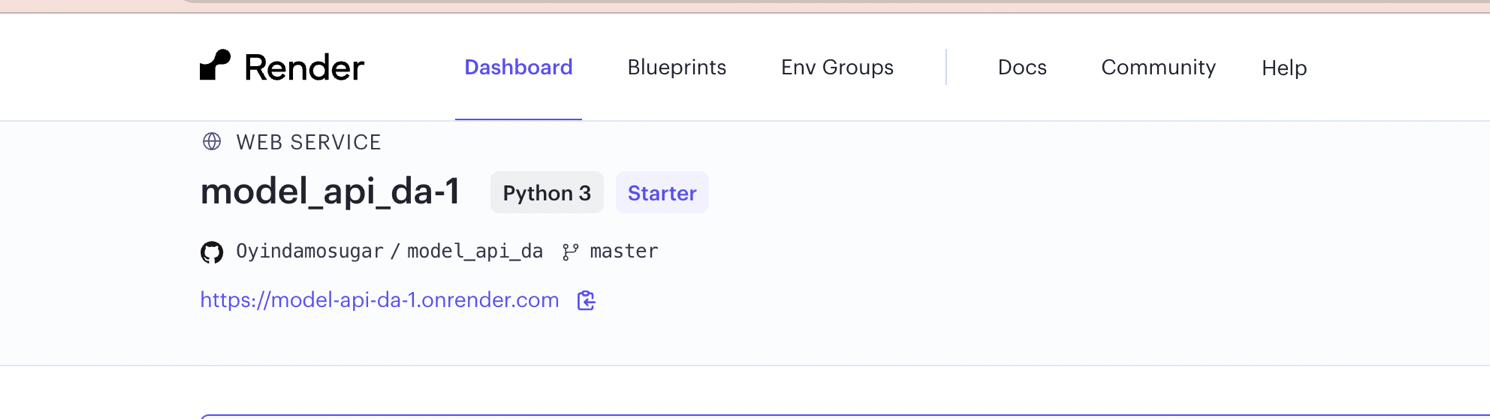 Render Dashboard Blueprints Env Groups Docs Community Help
WEB SERVICE
model_api_da-1 Python 3 Starter
Oyindamosugar / model_api_da master
https://model-api-da-1.onrender.com